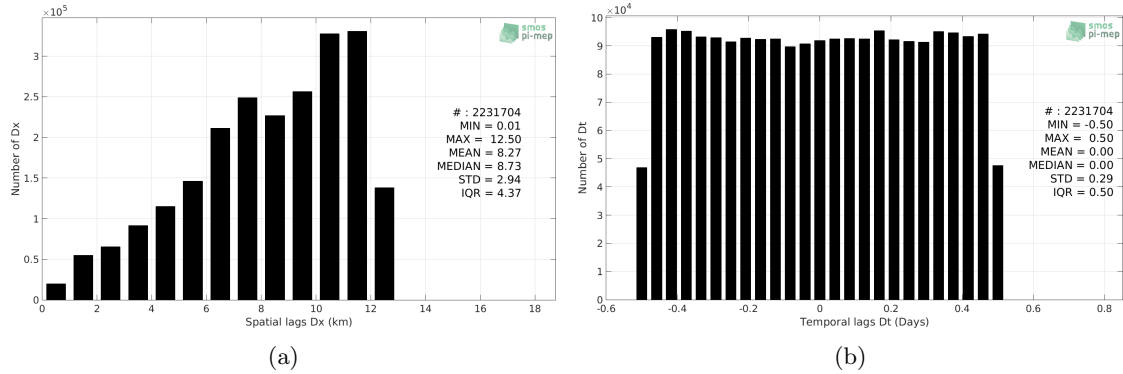 ×10⁵
3
2.5
2
1.5
1
0.5
0
0 2 4 6 8 10 12 14 16 18
Number of Dx
Spatial lags Dx (km)
smos
pi-mep
# : 2231704
MIN = 0.01
MAX = 12.50
MEAN = 8.27
MEDIAN = 8.73
STD = 2.94
IQR = 4.37
(a)
×10⁴
10
9
8
7
6
5
4
3
2
1
0
-0.6 -0.4 -0.2 0 0.2 0.4 0.6 0.8
Number of Dt
Temporal lags Dt (Days)
smos
pi-mep
# : 2231704
MIN = -0.50
MAX = 0.50
MEAN = 0.00
MEDIAN = 0.00
STD = 0.29
IQR = 0.50
(b)